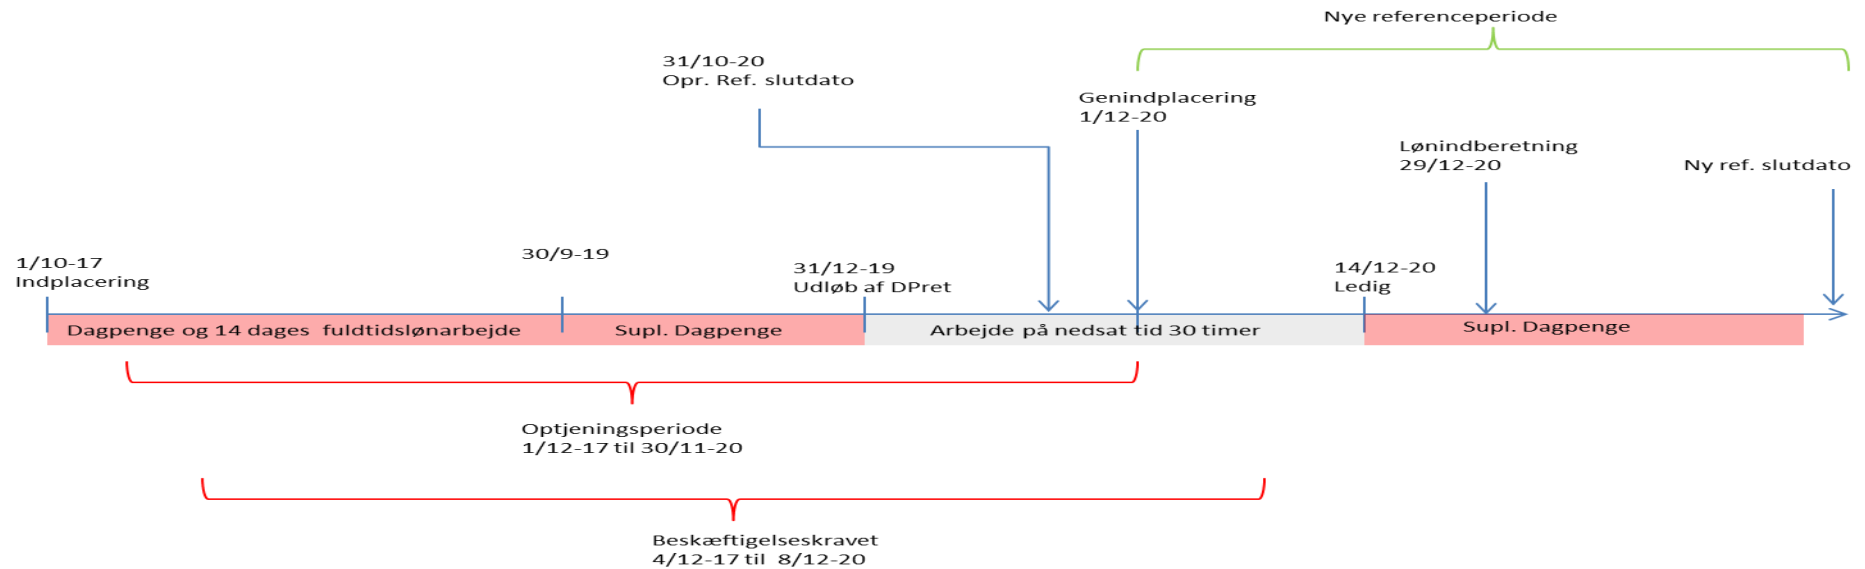 Nye referenceperiode
31/10-20
Opr. Ref. slutdato
Genindplacering
1/12-20
Lønindberetning
29/12-20
Ny ref. slutdato
1/10-17
Indplacering
30/9-19
31/12-19
Udløb af DPret
14/12-20
Ledig
Dagpenge og 14 dages fuldtidslønarbejde
Supl. Dagpenge
Arbejde på nedsat tid 30 timer
Supl. Dagpenge
Optjeningsperiode
1/12-17 til 30/11-20
Beskæftigelseskravet
4/12-17 til 8/12-20